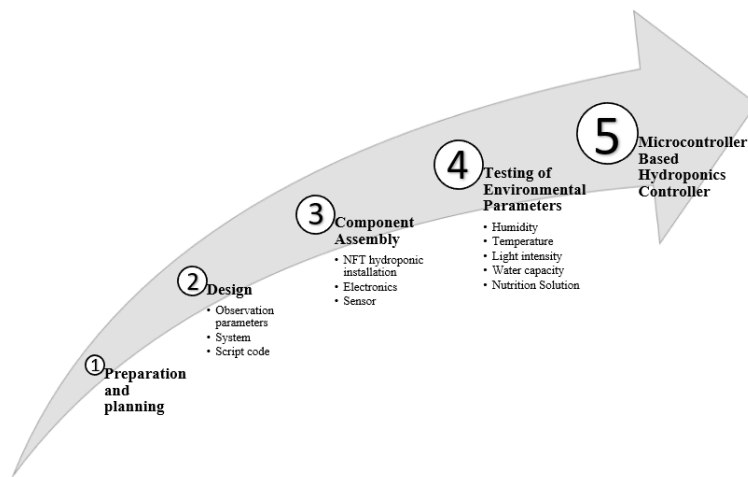 1
Preparation
and
planning
2
Design
• Observation
parameters
• System
• Script code
3
Component
Assembly
• NFT hydroponic
installation
• Electronics
• Sensor
4
Testing of
Environmental
Parameters
• Humidity
• Temperature
• Light intensity
• Water capacity
• Nutrition Solution
5
Microcontroller
Based
Hydroponics
Controller